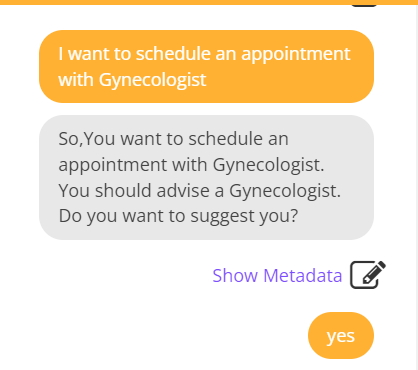 I want to schedule an appointment
with Gynecologist
So,You want to schedule an
appointment with Gynecologist.
You should advise a Gynecologist.
Do you want to suggest you?
Show Metadata
yes